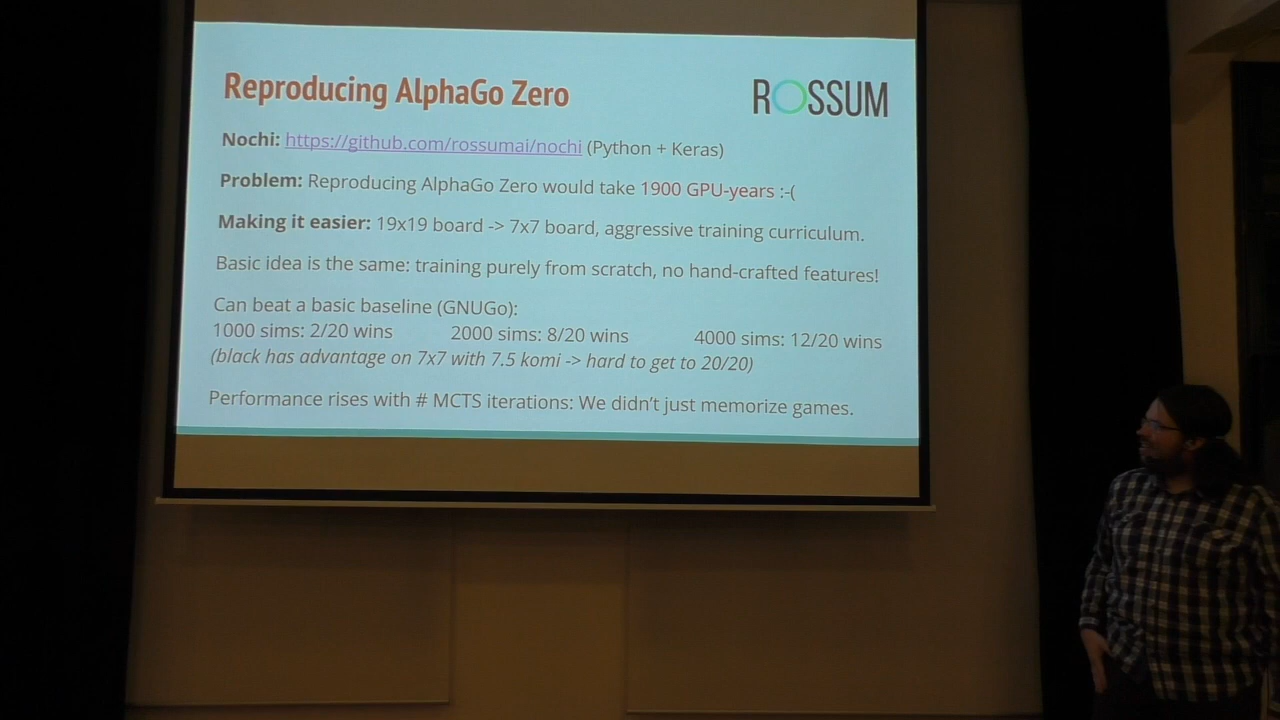 Reproducing AlphaGo Zero
ROSSUM
Nochi: https://github.com/rossumai/nochi (Python + Keras)
Problem: Reproducing AlphaGo Zero would take 1900 GPU-years :-(
Making it easier: 19x19 board -> 7x7 board, aggressive training curriculum.
Basic idea is the same: training purely from scratch, no hand-crafted features!
Can beat a basic baseline (GNUGo):
1000 sims: 2/20 wins 2000 sims: 8/20 wins 4000 sims: 12/20 wins
(black has advantage on 7x7 with 7.5 komi -> hard to get to 20/20)
Performance rises with # MCTS iterations: We didn't just memorize games.